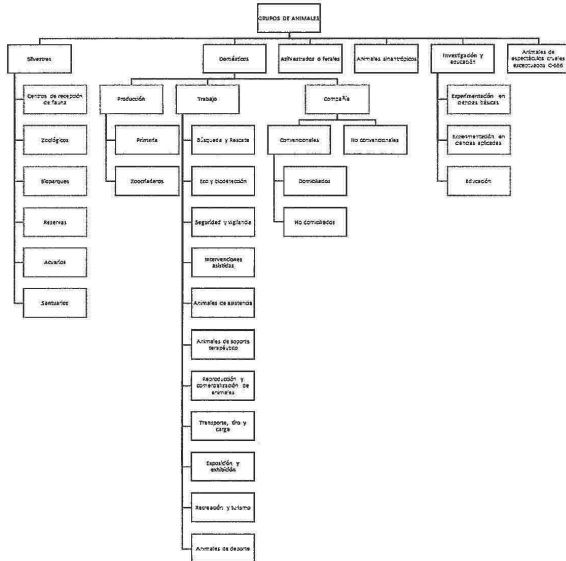 GRUPOS DE ANIMALES
Silvestres
Domésticos
Asilvestrados o ferales
Animales sinantrópicos
Investigación y
educación
Animales de
espectáculos crueles
exceptuados C-666
Centros de recepción
de fauna
Producción
Trabajo
Compañía
Experimentación en
ciencias básicas
Zoológicos
Primaria
Búsqueda y Rescate
Convencionales
No convencionales
Experimentación en
ciencias aplicadas
Bioparques
Zoocriaderos
Eco y biodetección
Domiciliados
Educación
Reservas
Seguridad y vigilancia
No domiciliados
Acuarios
Intervenciones
asistidas
Santuarios
Animales de asistencia
Animales de soporte
terapéutico
Reproducción y
comercialización de
animales
Transporte, tiro y
carga
Exposición y
exhibición
Recreación y turismo
Animales de deporte